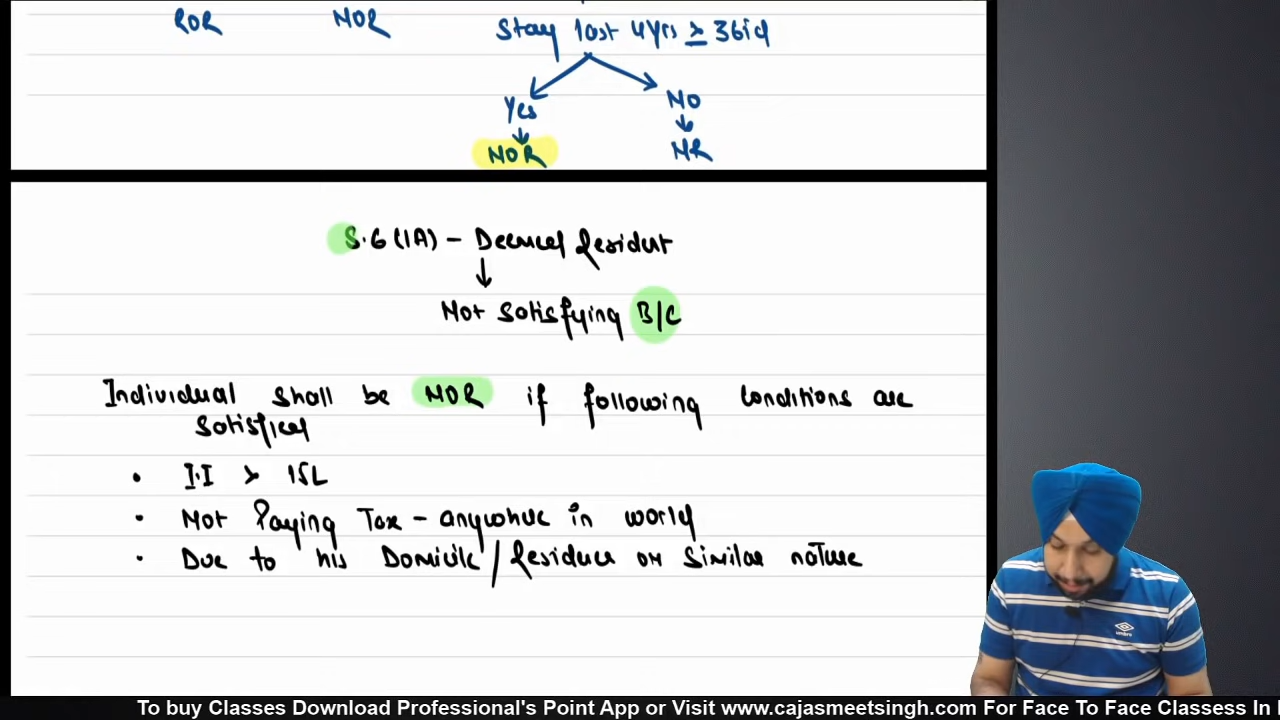 ROR NOR Stay last 4yrs ≥ 36id
Yes NO
NOR NR
S.6(1A) - Deemed Resident
Not Satisfying B/C
Individual shall be NOR if following conditions are
satisfied
• I.I > 15L
• Not Paying Tax - anywhere in world
• Due to his Domicile/Residence or similar nature
umbro
To buy Classes Download Professional's Point App or Visit www.cajasmeetsingh.com For Face To Face Classess In